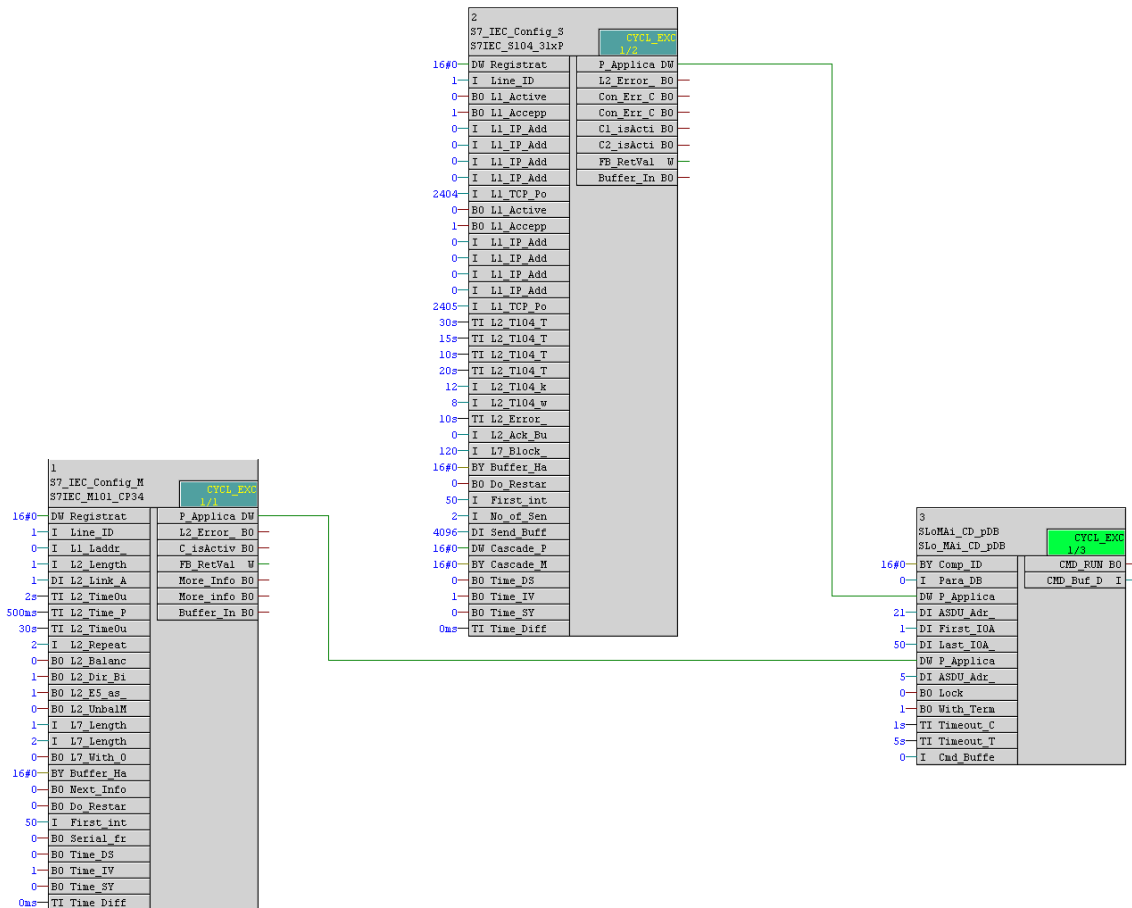 2
S7_IEC_Config_S
S7IEC_S104_31xP
CYCL_EXC
1/2
16#0 DW Registrat P_Applica DW
1 I Line_ID L2_Error_ BO
0 BO L1_Active Con_Err_C BO
1 BO L1_Accepp Con_Err_C BO
0 I L1_IP_Add C1_isActi BO
0 I L1_IP_Add C2_isActi BO
0 I L1_IP_Add FB_RetVal W
0 I L1_IP_Add Buffer_In BO
2404 I L1_TCP_Po
0 BO L1_Active
1 BO L1_Accepp
0 I L1_IP_Add
0 I L1_IP_Add
0 I L1_IP_Add
0 I L1_IP_Add
2405 I L1_TCP_Po
30s TI L2_T104_T
15s TI L2_T104_T
10s TI L2_T104_T
20s TI L2_T104_T
12 I L2_T104_k
8 I L2_T104_w
10s TI L2_Error_
0 I L2_Ack_Bu
120 I L7_Block_
16#0 BY Buffer_Ha
0 BO Do_Restar
50 I First_int
2 I No_of_Sen
4096 DI Send_Buff
16#0 DW Cascade_P
16#0 BY Cascade_M
0 BO Time_DS
1 BO Time_IV
0 BO Time_SY
0ms TI Time_Diff
1
S7_IEC_Config_M
S7IEC_M101_CP34
CYCL_EXC
1/1
16#0 DW Registrat P_Applica DW
1 I Line_ID L2_Error_ BO
0 I L1_Laddr_ C_isActiv BO
1 I L2_Length FB_RetVal W
1 DI L2_Link_A More_Info BO
2s TI L2_TimeOu More_info BO
500ms TI L2_Time_P Buffer_In BO
30s TI L2_TimeOu
2 I L2_Repeat
0 BO L2_Balanc
1 BO L2_Dir_Bi
1 BO L2_E5_as_
0 BO L2_UnbalM
1 I L7_Length
2 I L7_Length
0 BO L7_With_O
16#0 BY Buffer_Ha
0 BO Next_Info
0 BO Do_Restar
50 I First_int
0 BO Serial_fr
0 BO Time_DS
1 BO Time_IV
0 BO Time_SY
0ms TI Time_Diff
3
SLoMAi_CD_pDB
SLo_MAi_CD_pDB
CYCL_EXC
1/3
16#0 BY Comp_ID CMD_RUN BO
0 I Para_DB CMD_Buf_D I
DW P_Applica
21 DI ASDU_Adr_
1 DI First_IOA
50 DI Last_IOA_
DW P_Applica
5 DI ASDU_Adr_
0 BO Lock
1 BO With_Term
1s TI Timeout_C
5s TI Timeout_T
0 I Cmd_Buffe